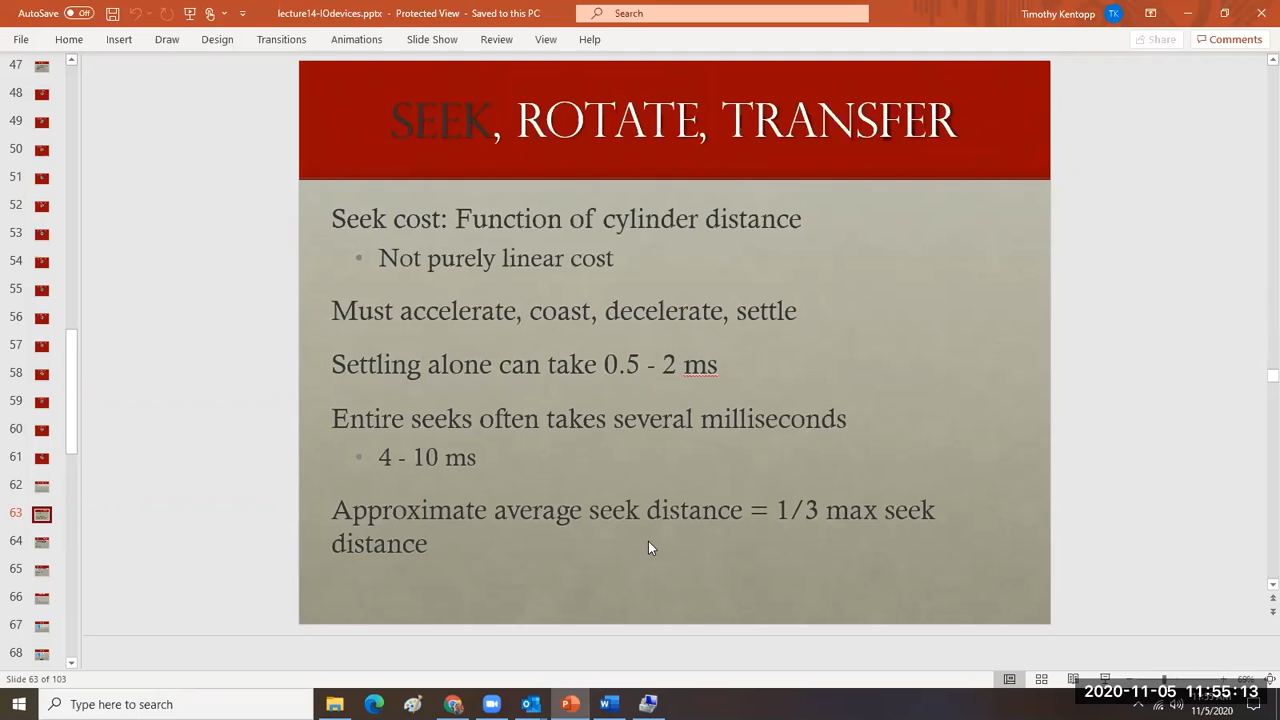 AutoSave Off lecture14-IOdevices.pptx - Protected View - Saved to this PC Search Timothy Kentopp TK
File Home Insert Draw Design Transitions Animations Slide Show Review View Help Share Comments
47
48
49
50
51
52
53
54
55
56
57
58
59
60
61
62
63
64
65
66
67
68
SEEK, ROTATE, TRANSFER
Seek cost: Function of cylinder distance
• Not purely linear cost
Must accelerate, coast, decelerate, settle
Settling alone can take 0.5 - 2 ms
Entire seeks often takes several milliseconds
• 4 - 10 ms
Approximate average seek distance = 1/3 max seek
distance
Slide 63 of 103
2020-11-05 11:55:13
Type here to search
11/5/2020